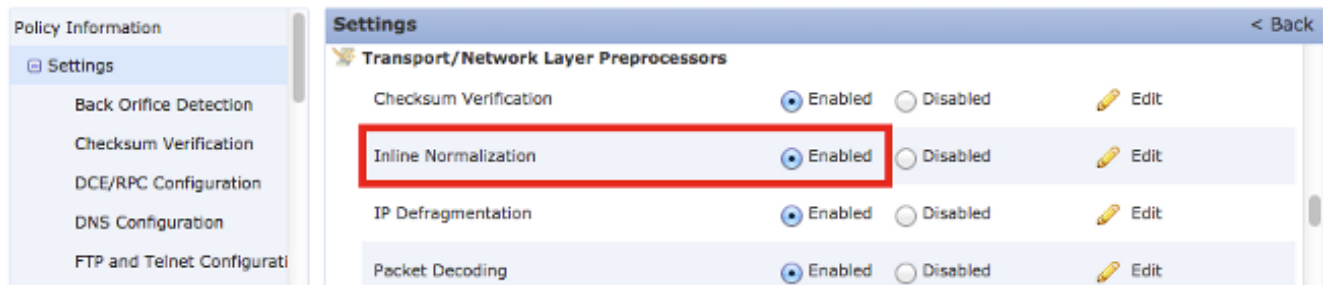 Policy Information
Settings
Back Orifice Detection
Checksum Verification
DCE/RPC Configuration
DNS Configuration
FTP and Telnet Configurati
Settings < Back
Transport/Network Layer Preprocessors
Checksum Verification Enabled Disabled Edit
Inline Normalization Enabled Disabled Edit
IP Defragmentation Enabled Disabled Edit
Packet Decoding Enabled Disabled Edit